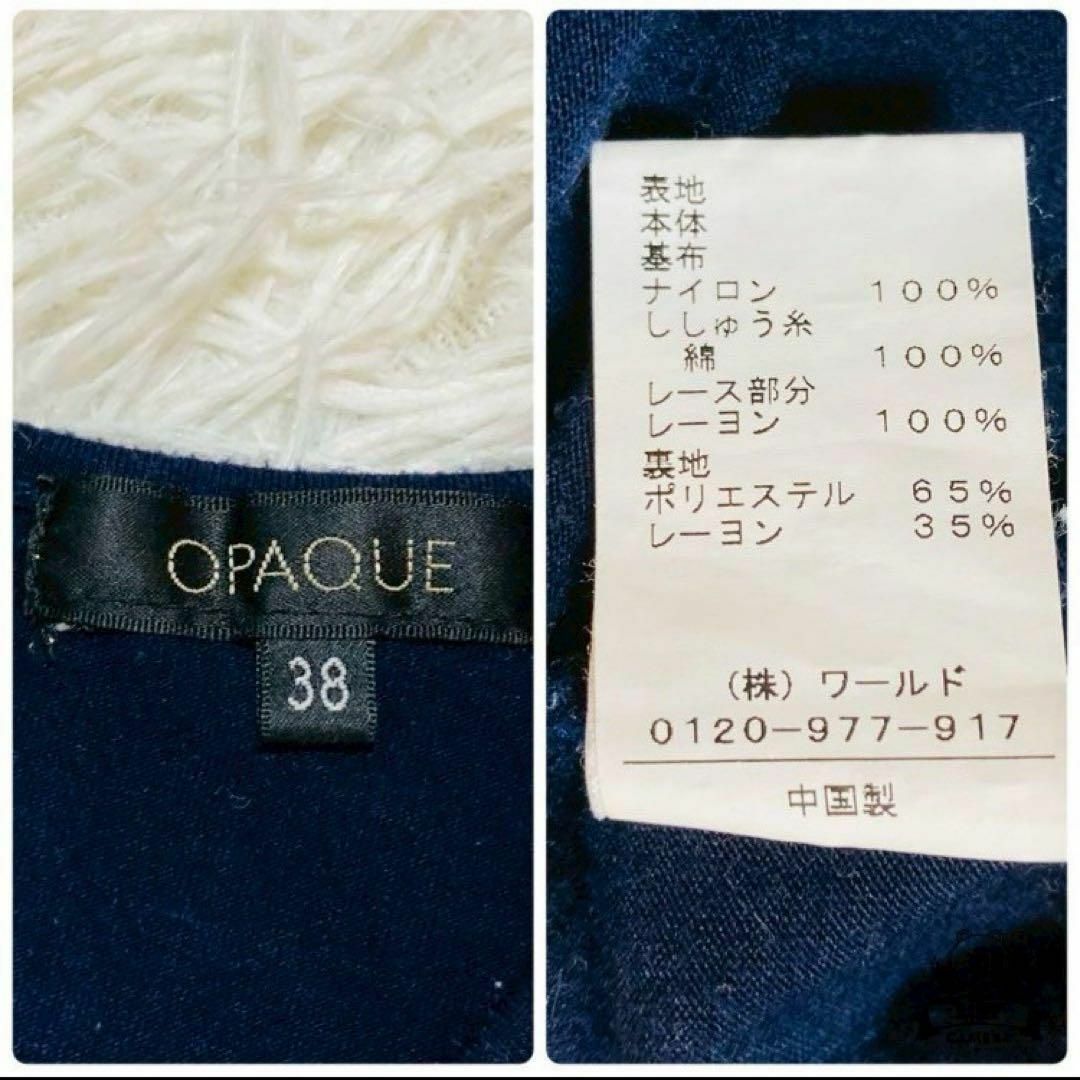 OPAQUE
38
表地
本体
基布
ナイロン 100%
ししゅう糸
綿 100%
レース部分
レーヨン 100%
裏地
ポリエステル 65%
レーヨン 35%
(株)ワールド
0120-977-917
中国製
CAMERA